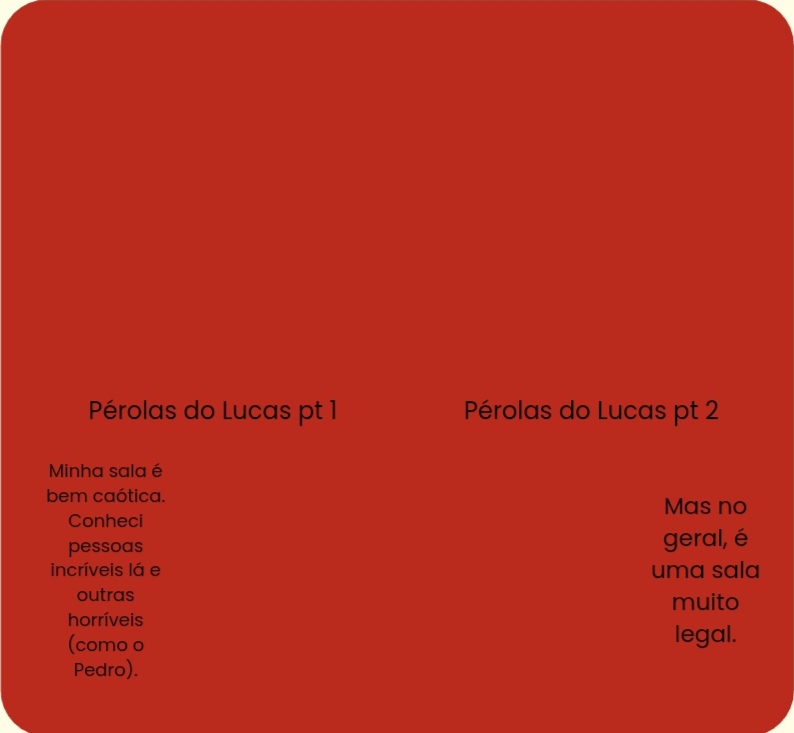 Pérolas do Lucas pt 1
Pérolas do Lucas pt 2
Minha sala é
bem caótica.
Conheci
pessoas
incríveis lá e
outras
horríveis
(como o
Pedro).
Mas no
geral, é
uma sala
muito
legal.